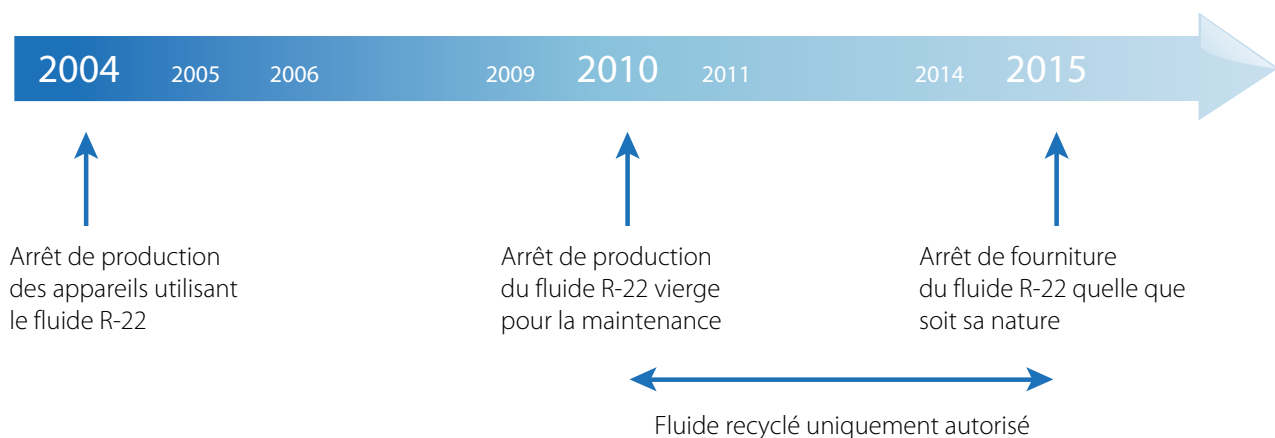 2004 2005 2006 2009 2010 2011 2014 2015
Arrêt de production
des appareils utilisant
le fluide R-22
Arrêt de production
du fluide R-22 vierge
pour la maintenance
Arrêt de fourniture
du fluide R-22 quelle que
soit sa nature
Fluide recyclé uniquement autorisé